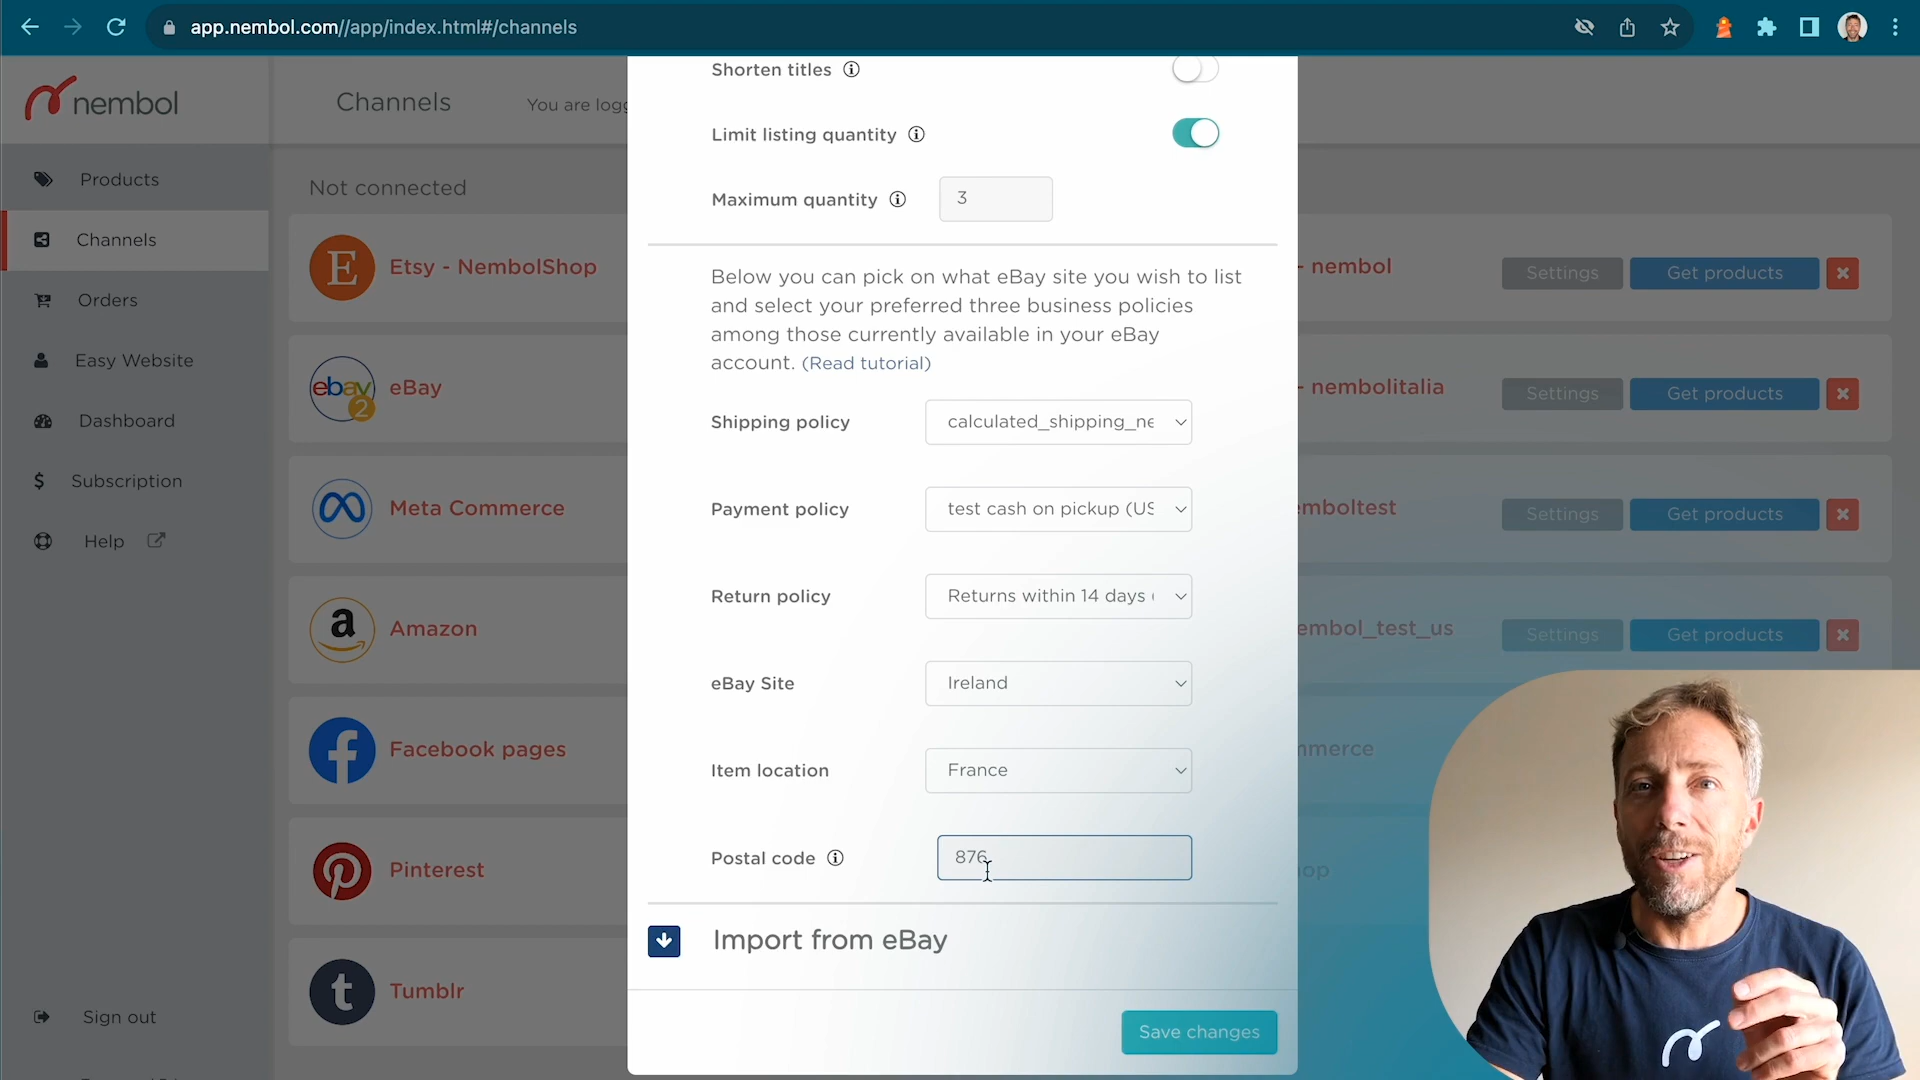 app.nembol.com//app/index.html#/channels
nembol
Channels
You are logg
Products
Channels
Orders
Easy Website
Dashboard
Subscription
Help
Sign out
Not connected
Etsy - NembolShop
eBay
2
Meta Commerce
Amazon
Facebook pages
Pinterest
Tumblr
Shorten titles
Limit listing quantity
Maximum quantity
3
Below you can pick on what eBay site you wish to list
and select your preferred three business policies
among those currently available in your eBay
account. (Read tutorial)
Shipping policy
calculated_shipping_ne
Payment policy
test cash on pickup (US
Return policy
Returns within 14 days (
eBay Site
Ireland
Item location
France
Postal code
876
Import from eBay
Save changes
- nembol
Settings
Get products
- nembolitalia
Settings
Get products
emboltest
Settings
Get products
embol_test_us
Settings
Get products
mmerce
hop